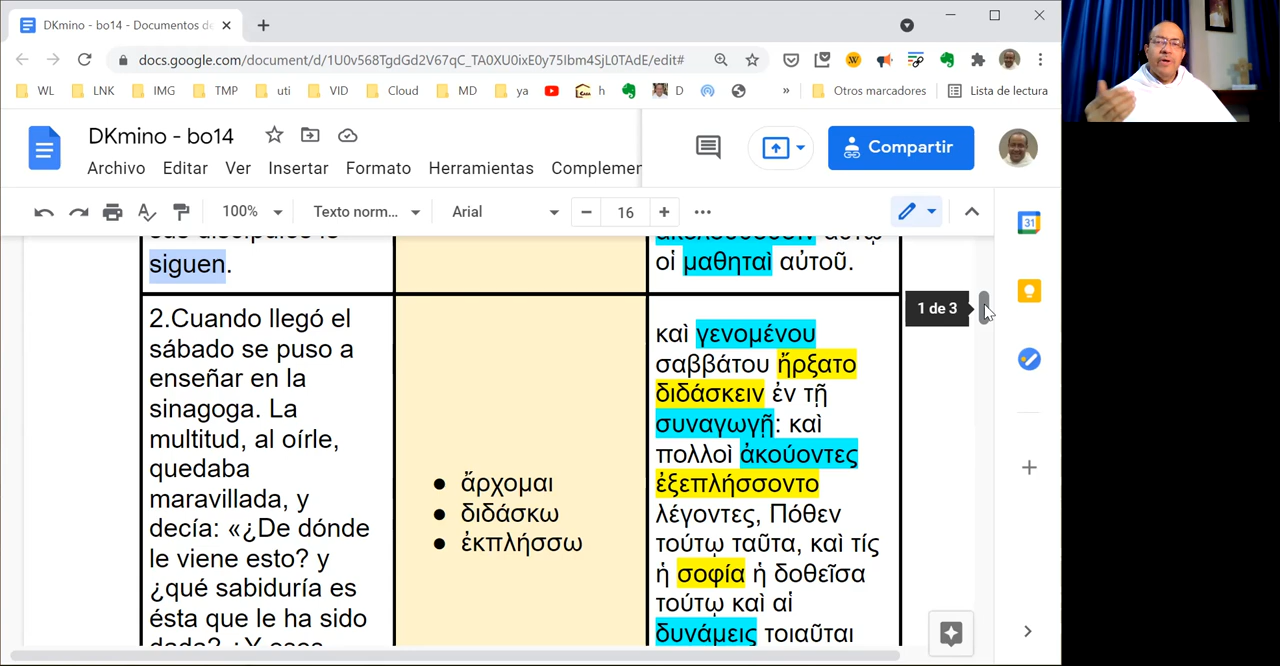 DKmino - bo14 - Documentos de
docs.google.com/document/d/1U0v568TgdGd2V67qC_TA0XU0ixE0y75Ibm4SjL0TAdE/edit#
WL LNK IMG TMP uti VID Cloud MD ya h D » Otros marcadores Lista de lectura
DKmino - bo14
Compartir
Archivo Editar Ver Insertar Formato Herramientas Complemen
100% Texto norm... Arial 16
31
siguen.
οἱ μαθηταὶ αὐτοῦ.
1 de 3
2.Cuando llegó el
sábado se puso a
enseñar en la
sinagoga. La
multitud, al oírle,
quedaba
maravillada, y
decía: «¿De dónde
le viene esto? y
¿qué sabiduría es
ésta que le ha sido
ἄρχομαι
διδάσκω
ἐκπλήσσω
καὶ γενομένου
σαββάτου ἤρξατο
διδάσκειν ἐν τῇ
συναγωγῇ: καὶ
πολλοὶ ἀκούοντες
ἐξεπλήσσοντο
λέγοντες, Πόθεν
τούτῳ ταῦτα, καὶ τίς
ἡ σοφία ἡ δοθεῖσα
τούτῳ καὶ αἱ
δυνάμεις τοιαῦται